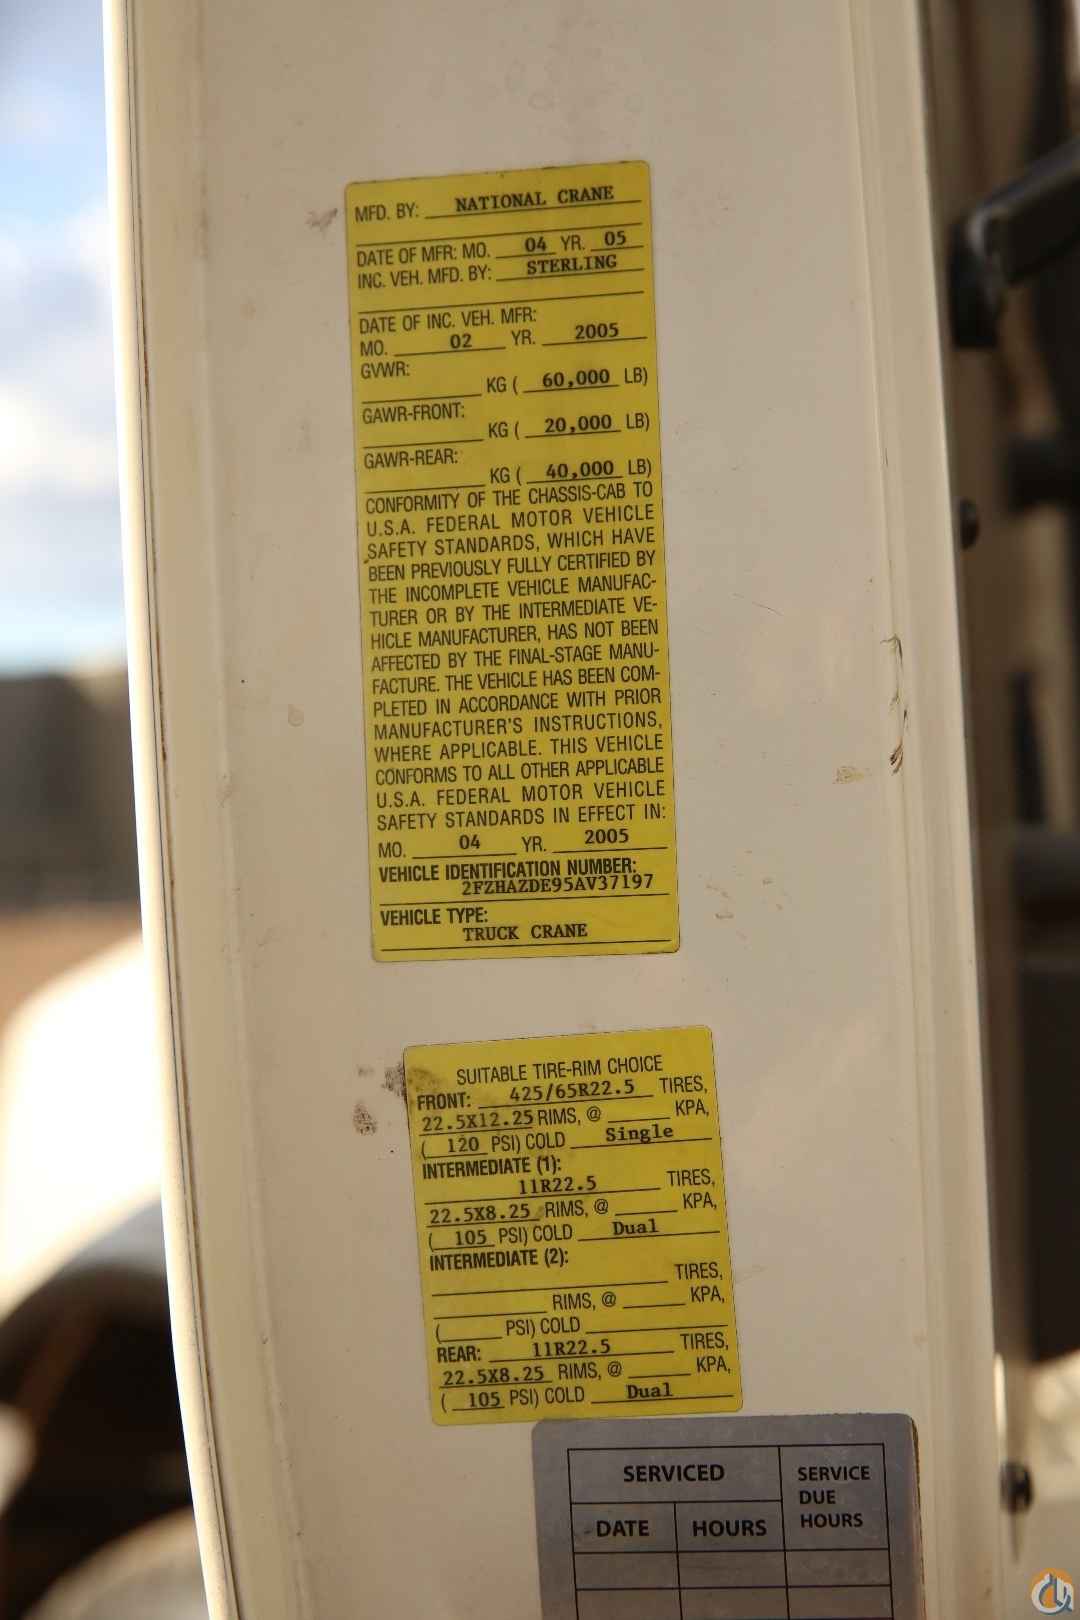 MFD. BY: NATIONAL CRANE
DATE OF MFR: MO. 04 YR. 05
INC. VEH. MFD. BY: STERLING
DATE OF INC. VEH. MFR:
MO. 02 YR. 2005
GVWR:
KG ( 60,000 LB)
GAWR-FRONT:
KG ( 20,000 LB)
GAWR-REAR:
KG ( 40,000 LB)
CONFORMITY OF THE CHASSIS-CAB TO
U.S.A. FEDERAL MOTOR VEHICLE
SAFETY STANDARDS, WHICH HAVE
BEEN PREVIOUSLY FULLY CERTIFIED BY
THE INCOMPLETE VEHICLE MANUFAC-
TURER OR BY THE INTERMEDIATE VE-
HICLE MANUFACTURER, HAS NOT BEEN
AFFECTED BY THE FINAL-STAGE MANU-
FACTURE. THE VEHICLE HAS BEEN COM-
PLETED IN ACCORDANCE WITH PRIOR
MANUFACTURER'S INSTRUCTIONS,
WHERE APPLICABLE. THIS VEHICLE
CONFORMS TO ALL OTHER APPLICABLE
U.S.A. FEDERAL MOTOR VEHICLE
SAFETY STANDARDS IN EFFECT IN:
MO. 04 YR. 2005
VEHICLE IDENTIFICATION NUMBER:
2FZHAZDE95AV37197
VEHICLE TYPE:
TRUCK CRANE
SUITABLE TIRE-RIM CHOICE
FRONT: 425/65R22.5 TIRES,
22.5X12.25 RIMS, @ KPA,
( 120 PSI) COLD Single
INTERMEDIATE (1):
11R22.5 TIRES,
22.5X8.25 RIMS, @ KPA,
( 105 PSI) COLD Dual
INTERMEDIATE (2):
TIRES,
RIMS, @ KPA,
( PSI) COLD
REAR: 11R22.5 TIRES,
22.5X8.25 RIMS, @ KPA,
( 105 PSI) COLD Dual
SERVICED
SERVICE
DUE
HOURS
DATE HOURS